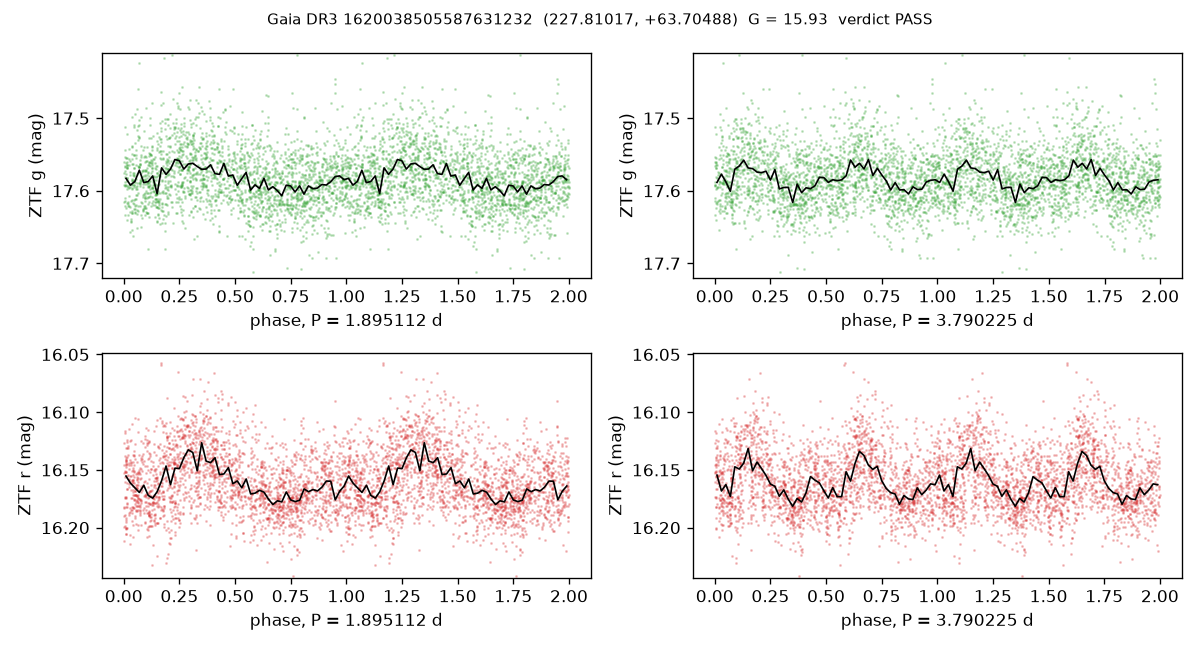 Gaia DR3 1620038505587631232 (227.81017, +63.70488) G = 15.93 verdict PASS
ZTF g (mag)
17.5
17.6
17.7
0.00 0.25 0.50 0.75 1.00 1.25 1.50 1.75 2.00
phase, P = 1.895112 d
ZTF g (mag)
17.5
17.6
17.7
0.00 0.25 0.50 0.75 1.00 1.25 1.50 1.75 2.00
phase, P = 3.790225 d
ZTF r (mag)
16.05
16.10
16.15
16.20
0.00 0.25 0.50 0.75 1.00 1.25 1.50 1.75 2.00
phase, P = 1.895112 d
ZTF r (mag)
16.05
16.10
16.15
16.20
0.00 0.25 0.50 0.75 1.00 1.25 1.50 1.75 2.00
phase, P = 3.790225 d